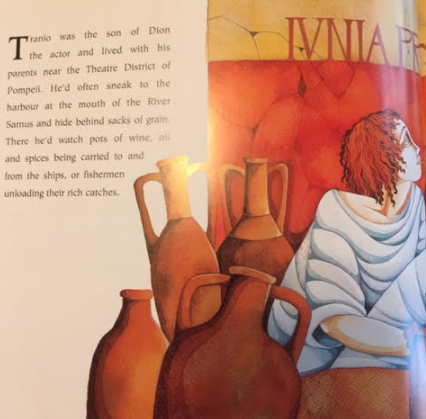 Tranio was the son of Dion
the actor and lived with his
parents near the Theatre District of
Pompeii. He'd often sneak to the
harbour at the mouth of the River
Sarnus and hide behind sacks of grain.
There he'd watch pots of wine, oil
and spices being carried to and
from the ships, or fishermen
unloading their rich catches.
IVNIA